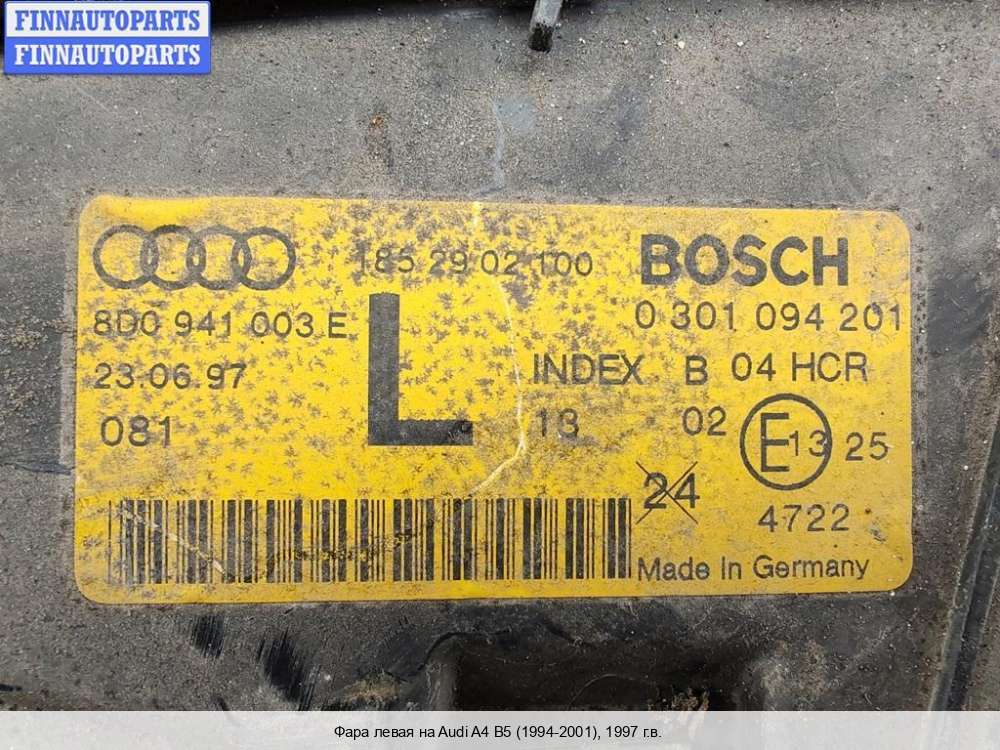 FINNAUTOPARTS
FINNAUTOPARTS
185 29 02 100 BOSCH
8D0 941 003 E 0 301 094 201
23.06.97 L INDEX B 04 HCR
081 13 02 E13 25
24 4722
Made in Germany
Фара левая на Audi A4 B5 (1994-2001), 1997 г.в.